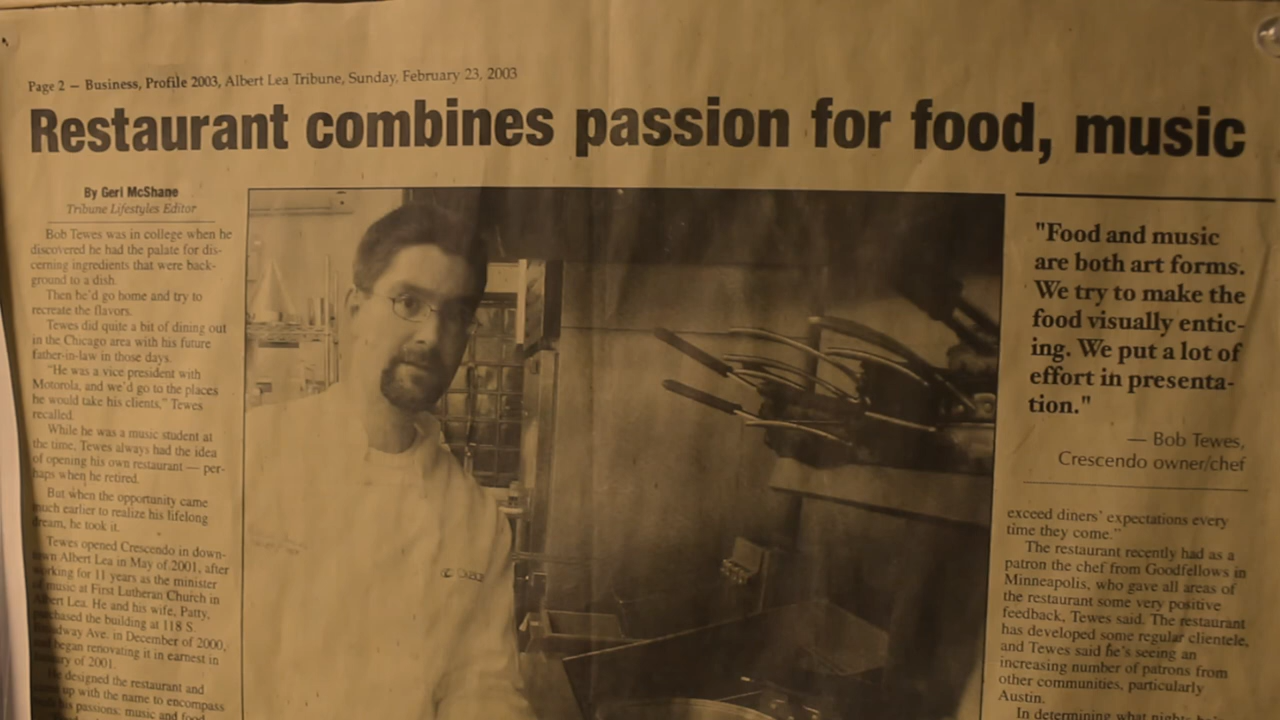 Page 2 — Business, Profile 2003, Albert Lea Tribune, Sunday, February 23, 2003
Restaurant combines passion for food, music
By Geri McShane
Tribune Lifestyles Editor
Bob Tewes was in college when he
discovered he had the palate for dis-
cerning ingredients that were back-
ground to a dish.
Then he'd go home and try to
recreate the flavors.
Tewes did quite a bit of dining out
in the Chicago area with his future
father-in-law in those days.
"He was a vice president with
Motorola, and we'd go to the places
he would take his clients," Tewes
recalled.
While he was a music student at
the time, Tewes always had the idea
of opening his own restaurant — per-
haps when he retired.
But when the opportunity came
much earlier to realize his lifelong
dream, he took it.
Tewes opened Crescendo in down-
town Albert Lea in May of 2001, after
working for 11 years as the minister
of music at First Lutheran Church in
Albert Lea. He and his wife, Patty,
purchased the building at 118 S.
Broadway Ave. in December of 2000,
began renovating it in earnest in
of 2001.
He designed the restaurant and
up with the name to encompass
his passions: music and food.
"Food and music
are both art forms.
We try to make the
food visually entic-
ing. We put a lot of
effort in presenta-
tion."
— Bob Tewes,
Crescendo owner/chef
exceed diners' expectations every
time they come."
The restaurant recently had as a
patron the chef from Goodfellows in
Minneapolis, who gave all areas of
the restaurant some very positive
feedback, Tewes said. The restaurant
has developed some regular clientele,
and Tewes said he's seeing an
increasing number of patrons from
other communities, particularly
Austin.
In determining what